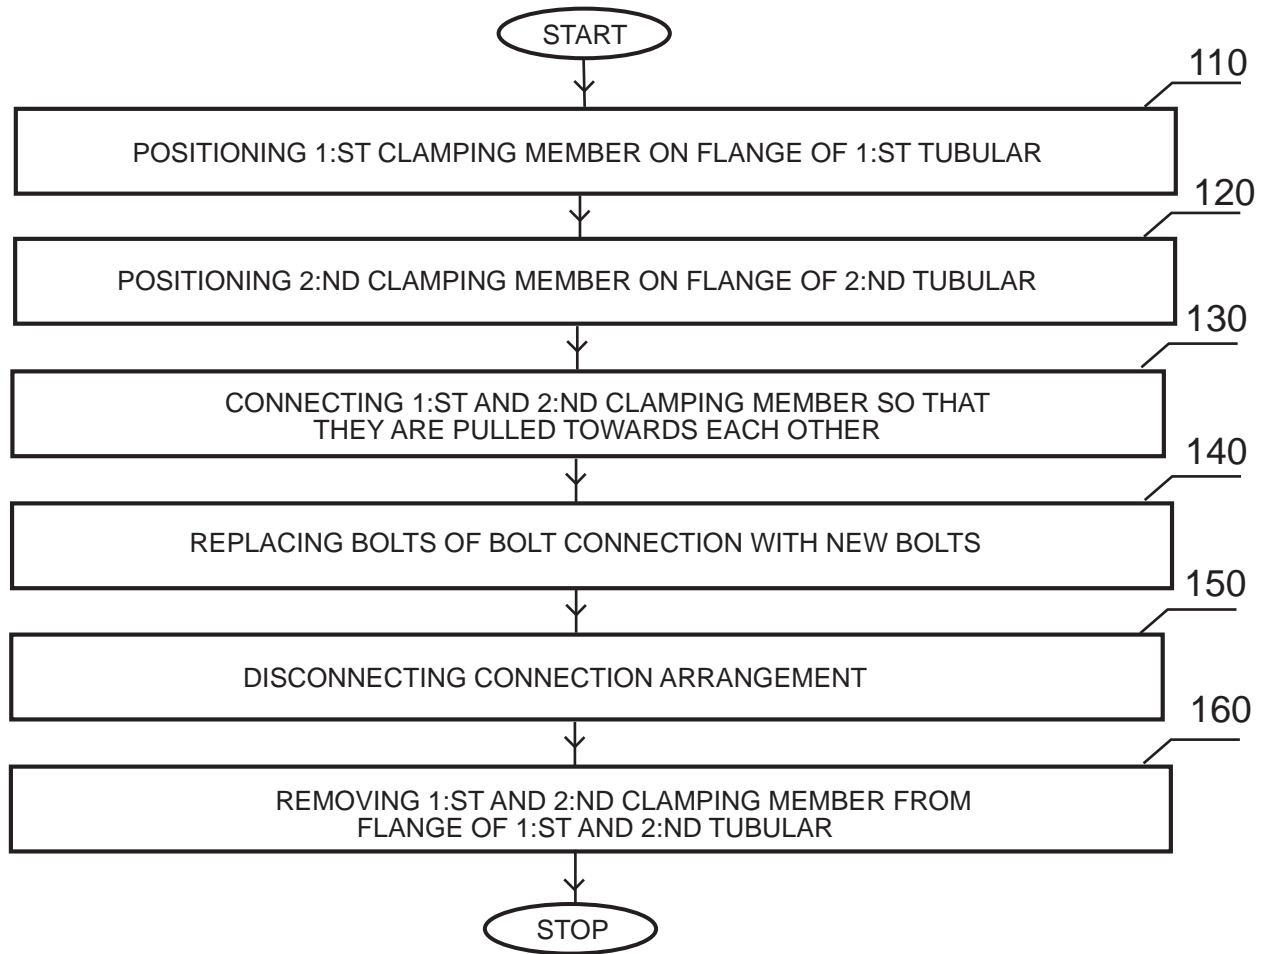 START
110
POSITIONING 1:ST CLAMPING MEMBER ON FLANGE OF 1:ST TUBULAR
120
POSITIONING 2:ND CLAMPING MEMBER ON FLANGE OF 2:ND TUBULAR
130
CONNECTING 1:ST AND 2:ND CLAMPING MEMBER SO THAT
THEY ARE PULLED TOWARDS EACH OTHER
140
REPLACING BOLTS OF BOLT CONNECTION WITH NEW BOLTS
150
DISCONNECTING CONNECTION ARRANGEMENT
160
REMOVING 1:ST AND 2:ND CLAMPING MEMBER FROM
FLANGE OF 1:ST AND 2:ND TUBULAR
STOP